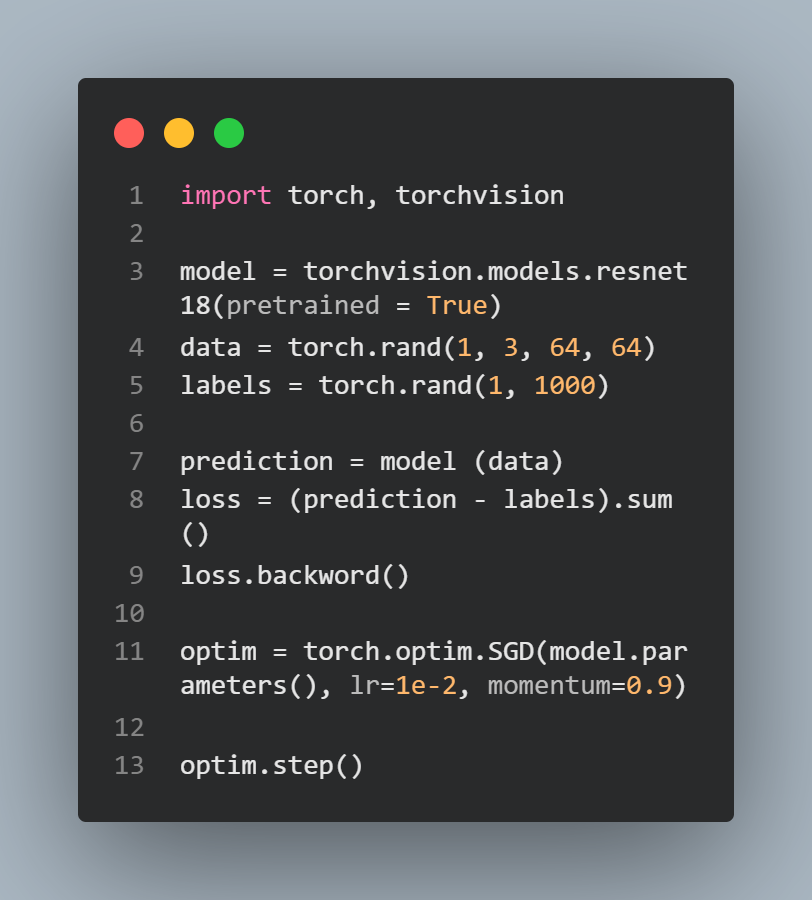 1 import torch, torchvision
2
3 model = torchvision.models.resnet
18(pretrained = True)
4 data = torch.rand(1, 3, 64, 64)
5 labels = torch.rand(1, 1000)
6
7 prediction = model (data)
8 loss = (prediction - labels).sum
()
9 loss.backword()
10
11 optim = torch.optim.SGD(model.par
ameters(), lr=1e-2, momentum=0.9)
12
13 optim.step()